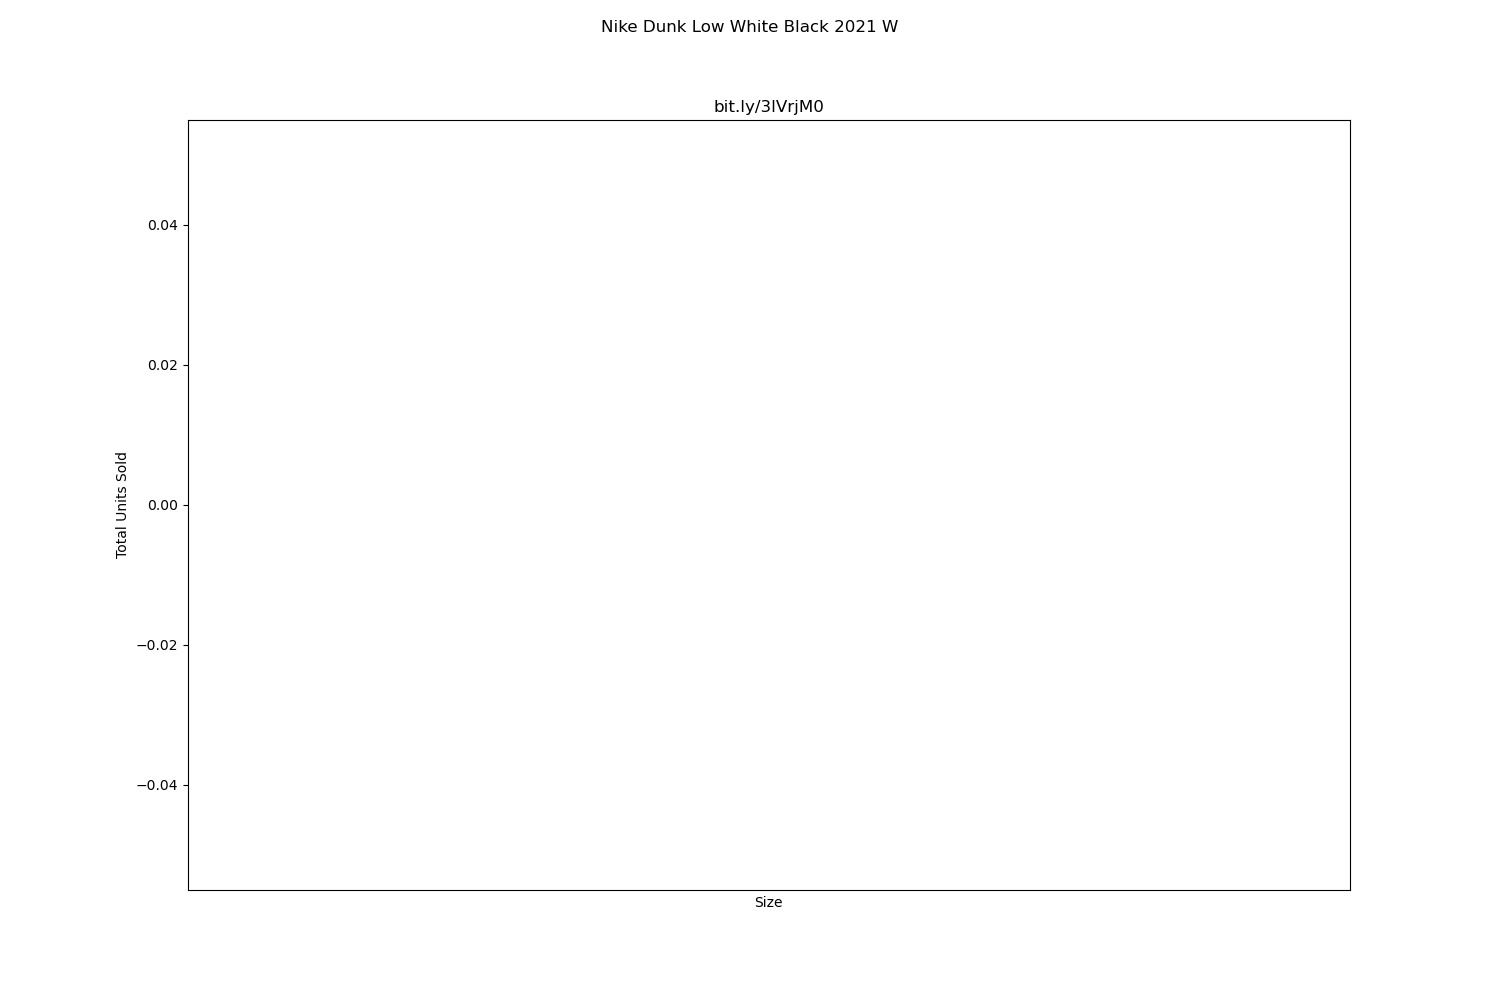 Nike Dunk Low White Black 2021 W
bit.ly/3lVrjM0
0.04
0.02
0.00
−0.02
−0.04
Total Units Sold
Size